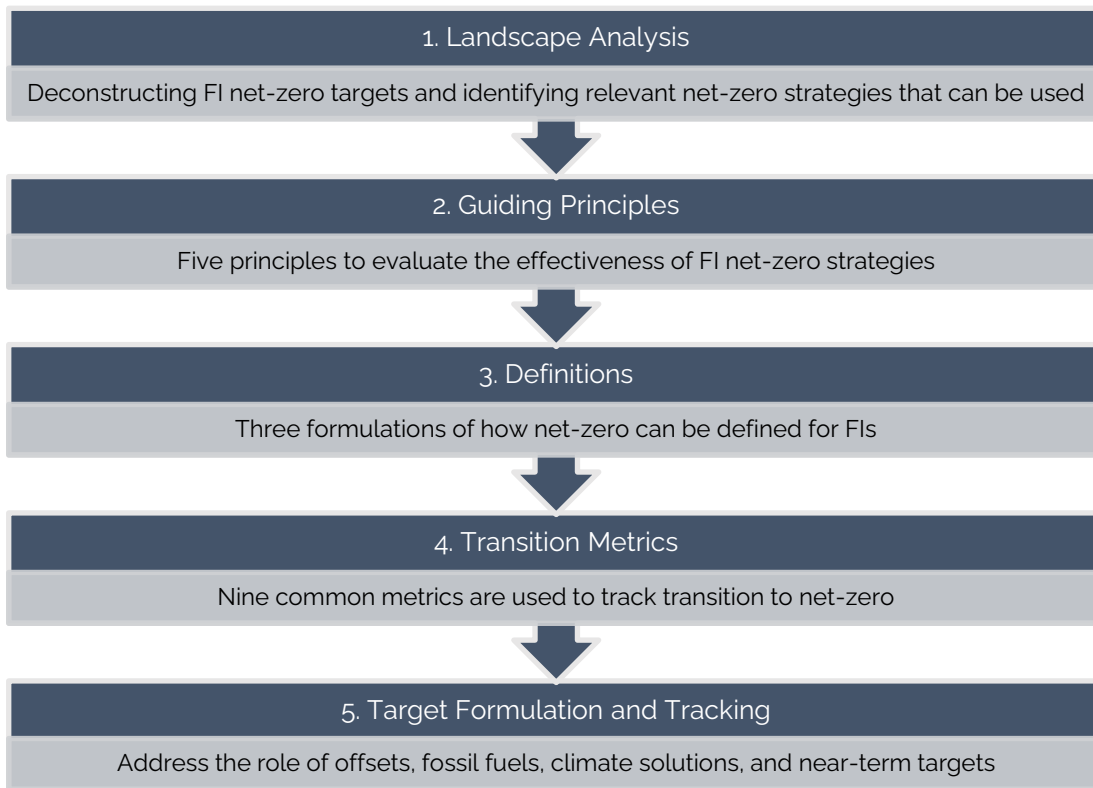 1. Landscape Analysis
Deconstructing FI net-zero targets and identifying relevant net-zero strategies that can be used
2. Guiding Principles
Five principles to evaluate the effectiveness of FI net-zero strategies
3. Definitions
Three formulations of how net-zero can be defined for FIs
4. Transition Metrics
Nine common metrics are used to track transition to net-zero
5. Target Formulation and Tracking
Address the role of offsets, fossil fuels, climate solutions, and near-term targets